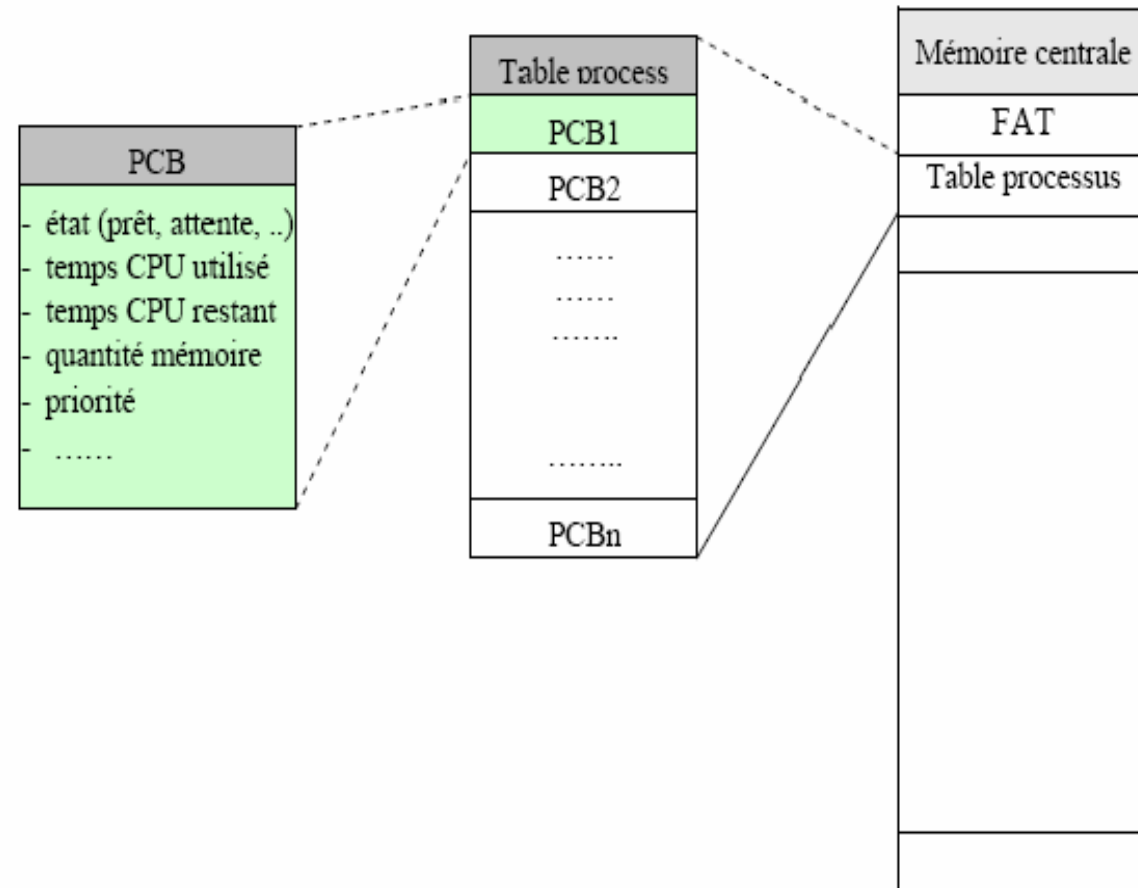 PCB
- état (prêt, attente, ..)
- temps CPU utilisé
- temps CPU restant
- quantité mémoire
- priorité
- ……
Table process
PCB1
PCB2
……
……
…….
……..
PCBn
Mémoire centrale
FAT
Table processus